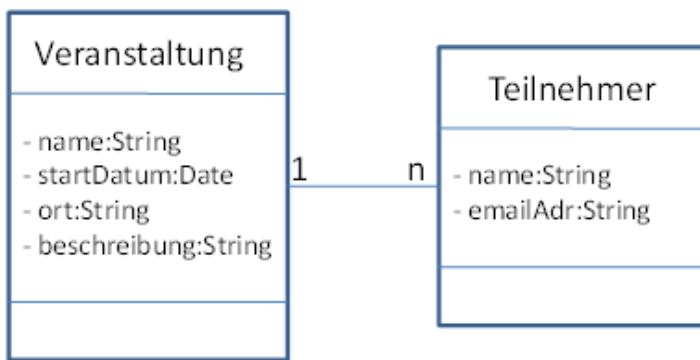 Veranstaltung
- name:String
- startDatum:Date
- ort:String
- beschreibung:String
1
n
Teilnehmer
- name:String
- emailAdr:String